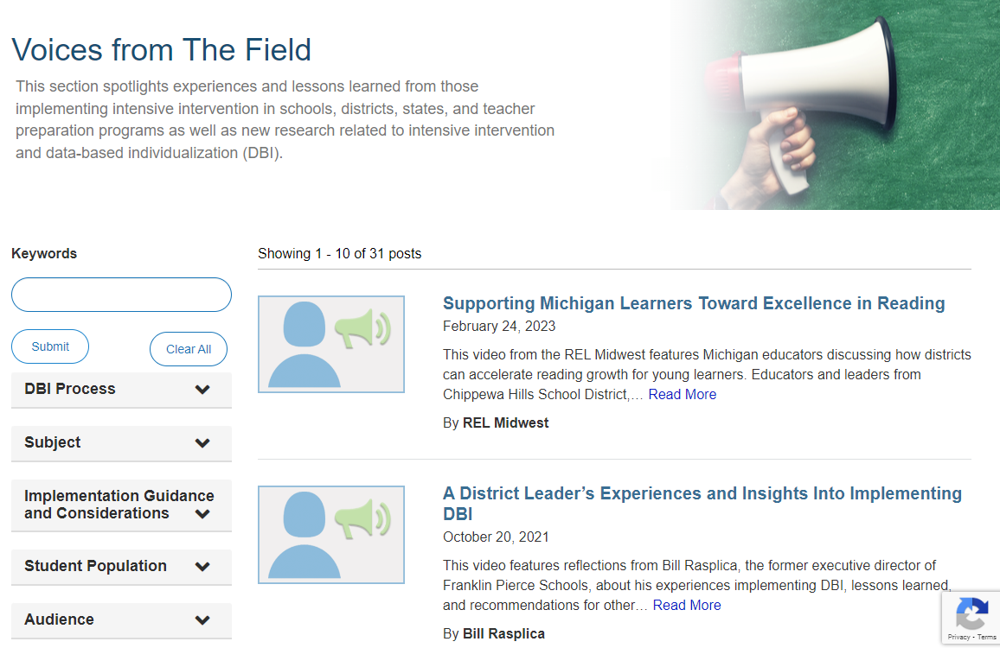 Voices from The Field
This section spotlights experiences and lessons learned from those
implementing intensive intervention in schools, districts, states, and teacher
preparation programs as well as new research related to intensive intervention
and data-based individualization (DBI).
Keywords
Submit
Clear All
DBI Process
Subject
Implementation Guidance
and Considerations
Student Population
Audience
Showing 1 - 10 of 31 posts
Supporting Michigan Learners Toward Excellence in Reading
February 24, 2023
This video from the REL Midwest features Michigan educators discussing how districts
can accelerate reading growth for young learners. Educators and leaders from
Chippewa Hills School District,… Read More
By REL Midwest
A District Leader’s Experiences and Insights Into Implementing
DBI
October 20, 2021
This video features reflections from Bill Rasplica, the former executive director of
Franklin Pierce Schools, about his experiences implementing DBI, lessons learned,
and recommendations for other… Read More
By Bill Rasplica
Privacy - Terms